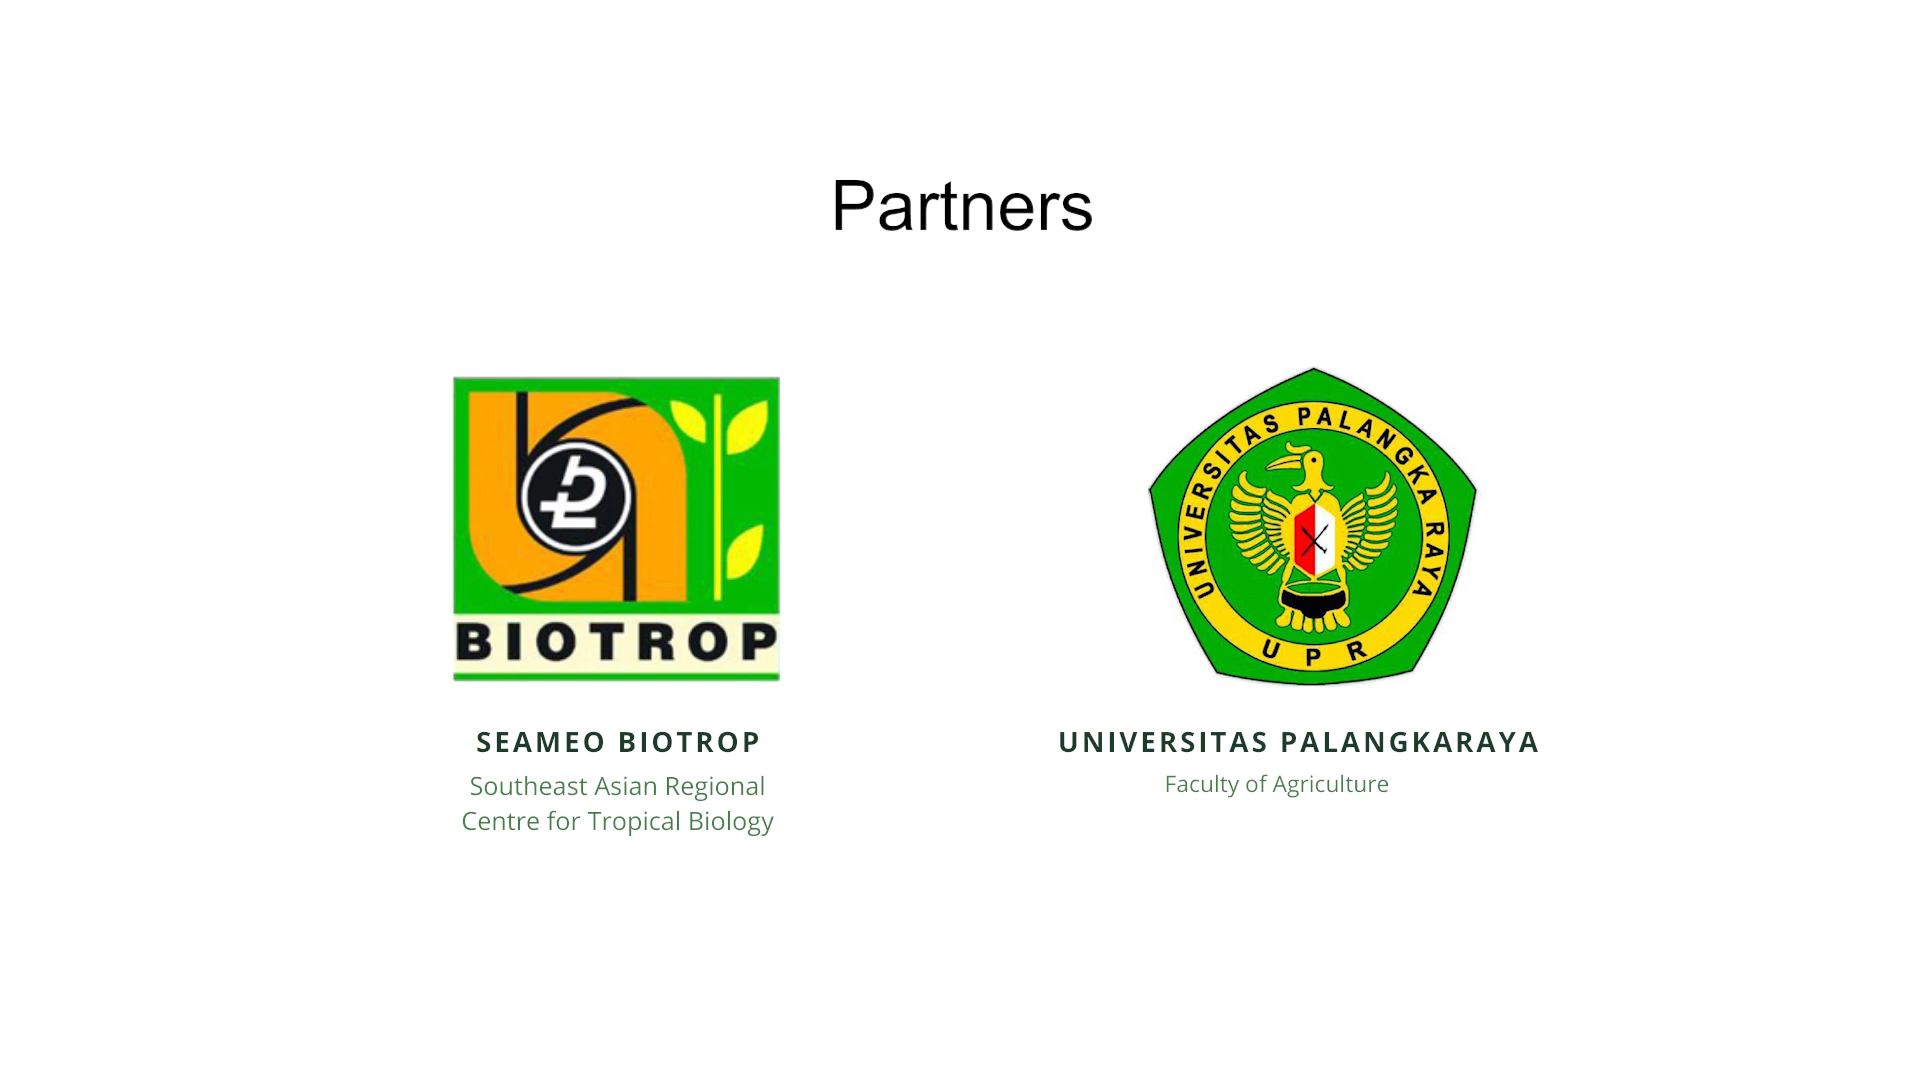 Partners
BIOTROP
UNIVERSITAS PALANGKA RAYA
UPR
SEAMEO BIOTROP
Southeast Asian Regional
Centre for Tropical Biology
UNIVERSITAS PALANGKARAYA
Faculty of Agriculture